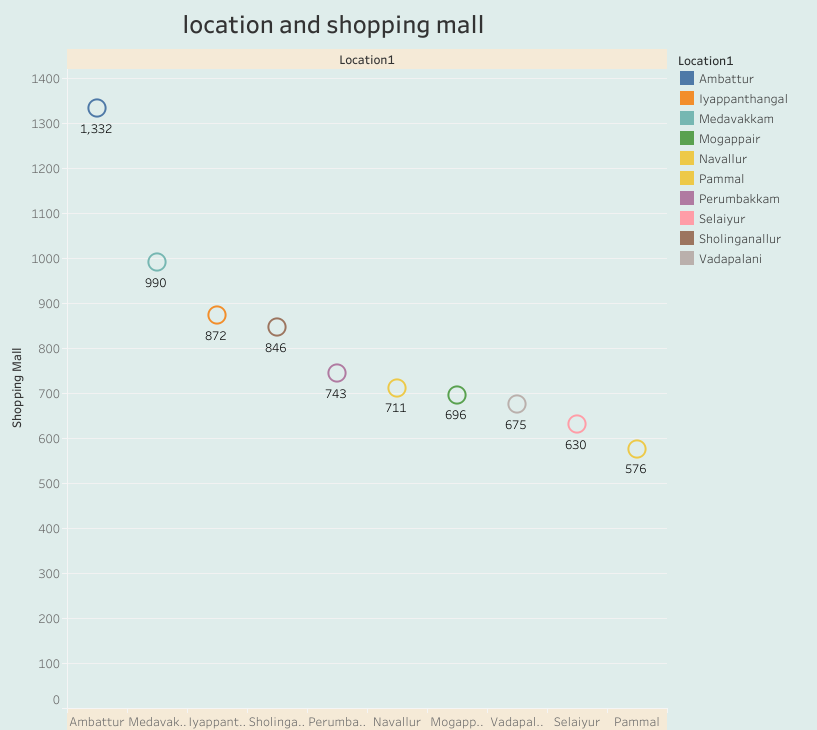 location and shopping mall
Location1
Location1
Ambattur
Iyappanthangal
Medavakkam
Mogappair
Navallur
Pammal
Perumbakkam
Selaiyur
Sholinganallur
Vadapalani
Shopping Mall
1400
1300
1200
1100
1000
900
800
700
600
500
400
300
200
100
0
1,332
990
872
846
743
711
696
675
630
576
Ambattur Medavak.. Iyappant.. Sholinga.. Perumba.. Navallur Mogapp.. Vadapal.. Selaiyur Pammal